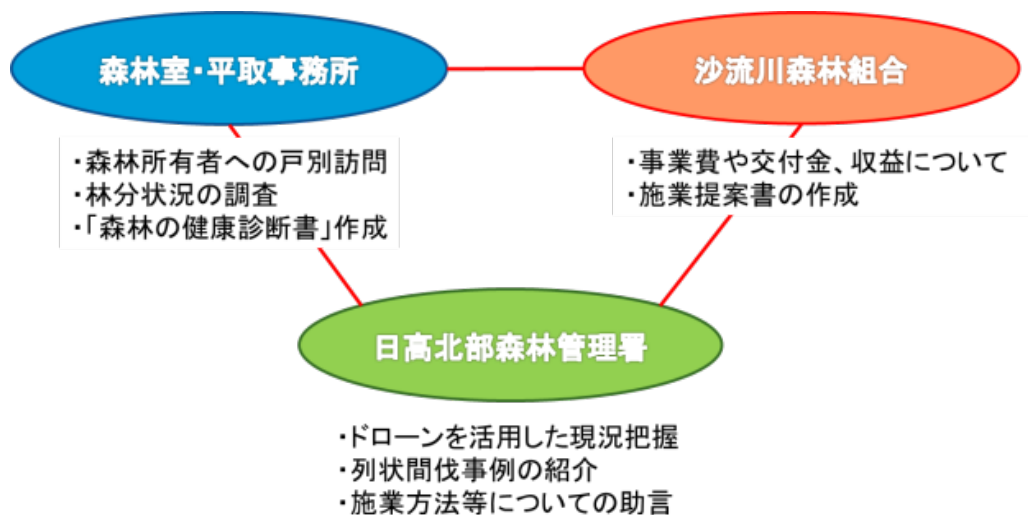 森林室・平取事務所
沙流川森林組合
・森林所有者への戸別訪問
・林分状況の調査
・「森林の健康診断書」作成
・事業費や交付金、収益について
・施業提案書の作成
日高北部森林管理署
・ドローンを活用した現況把握
・列状間伐事例の紹介
・施業方法等についての助言